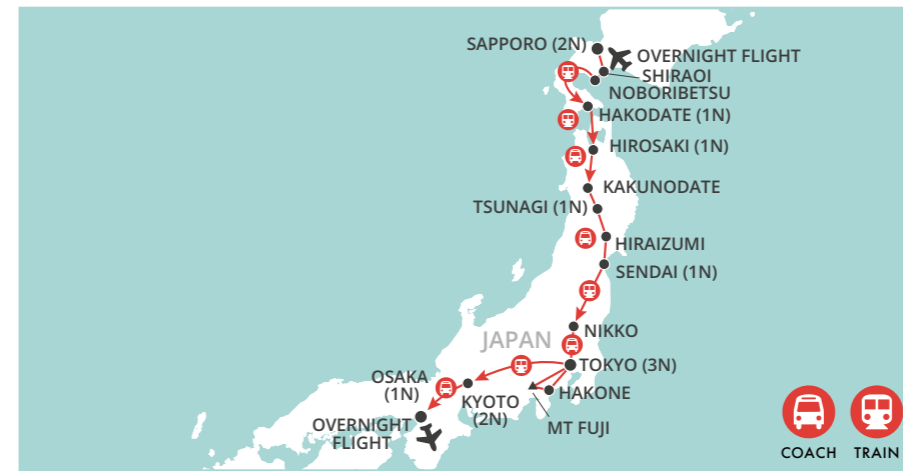 SAPPORO (2N)
OVERNIGHT FLIGHT
SHIRAOI
NOBORIBETSU
HAKODATE (1N)
HIROSAKI (1N)
KAKUNODATE
TSUNAGI (1N)
HIRAIZUMI
SENDAI (1N)
NIKKO
JAPAN
TOKYO (3N)
OSAKA
(1N)
HAKONE
KYOTO
(2N)
MT FUJI
OVERNIGHT
FLIGHT
COACH
TRAIN